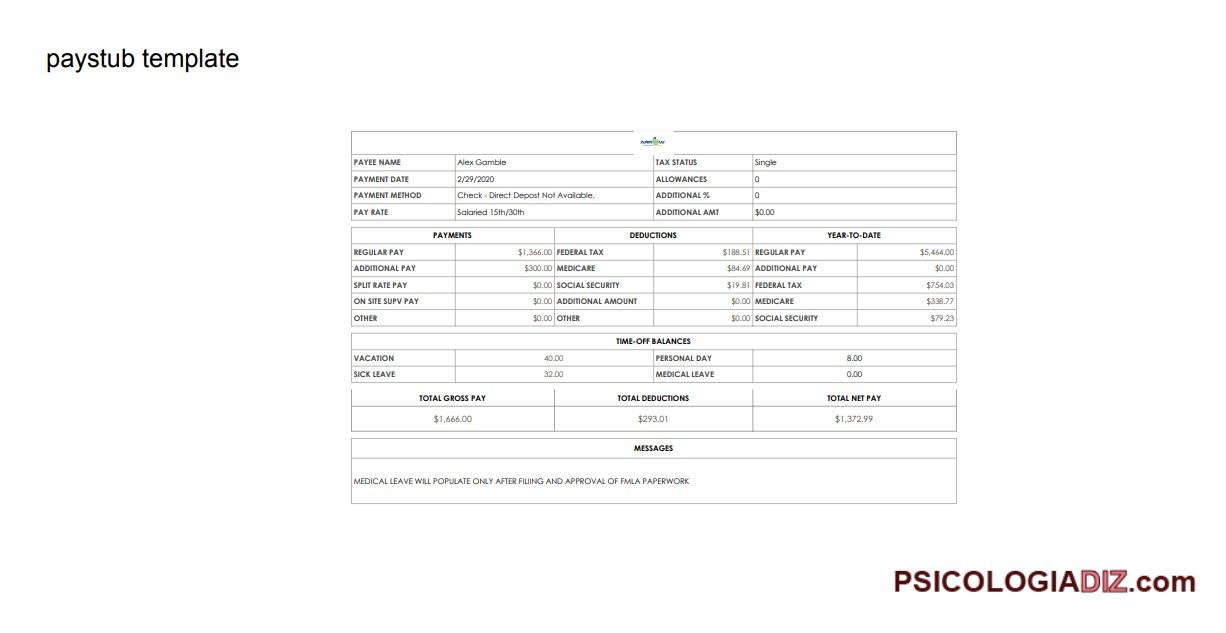 paystub template
PAYEE NAME Alex Gamble TAX STATUS Single
PAYMENT DATE 2/29/2020 ALLOWANCES 0
PAYMENT METHOD Check - Direct Depost Not Available. ADDITIONAL % 0
PAY RATE Salaried 15th/30th ADDITIONAL AMT $0.00
PAYMENTS DEDUCTIONS YEAR-TO-DATE
REGULAR PAY $1,366.00 FEDERAL TAX $188.51 REGULAR PAY $5,464.00
ADDITIONAL PAY $300.00 MEDICARE $84.69 ADDITIONAL PAY $0.00
SPLIT RATE PAY $0.00 SOCIAL SECURITY $19.81 FEDERAL TAX $754.03
ON SITE SUPV PAY $0.00 ADDITIONAL AMOUNT $0.00 MEDICARE $338.77
OTHER $0.00 OTHER $0.00 SOCIAL SECURITY $79.23
TIME-OFF BALANCES
VACATION 40.00 PERSONAL DAY 8.00
SICK LEAVE 32.00 MEDICAL LEAVE 0.00
TOTAL GROSS PAY TOTAL DEDUCTIONS TOTAL NET PAY
$1,666.00 $293.01 $1,372.99
MESSAGES
MEDICAL LEAVE WILL POPULATE ONLY AFTER FILIING AND APPROVAL OF FMLA PAPERWORK
PSICOLOGIADIZ.com